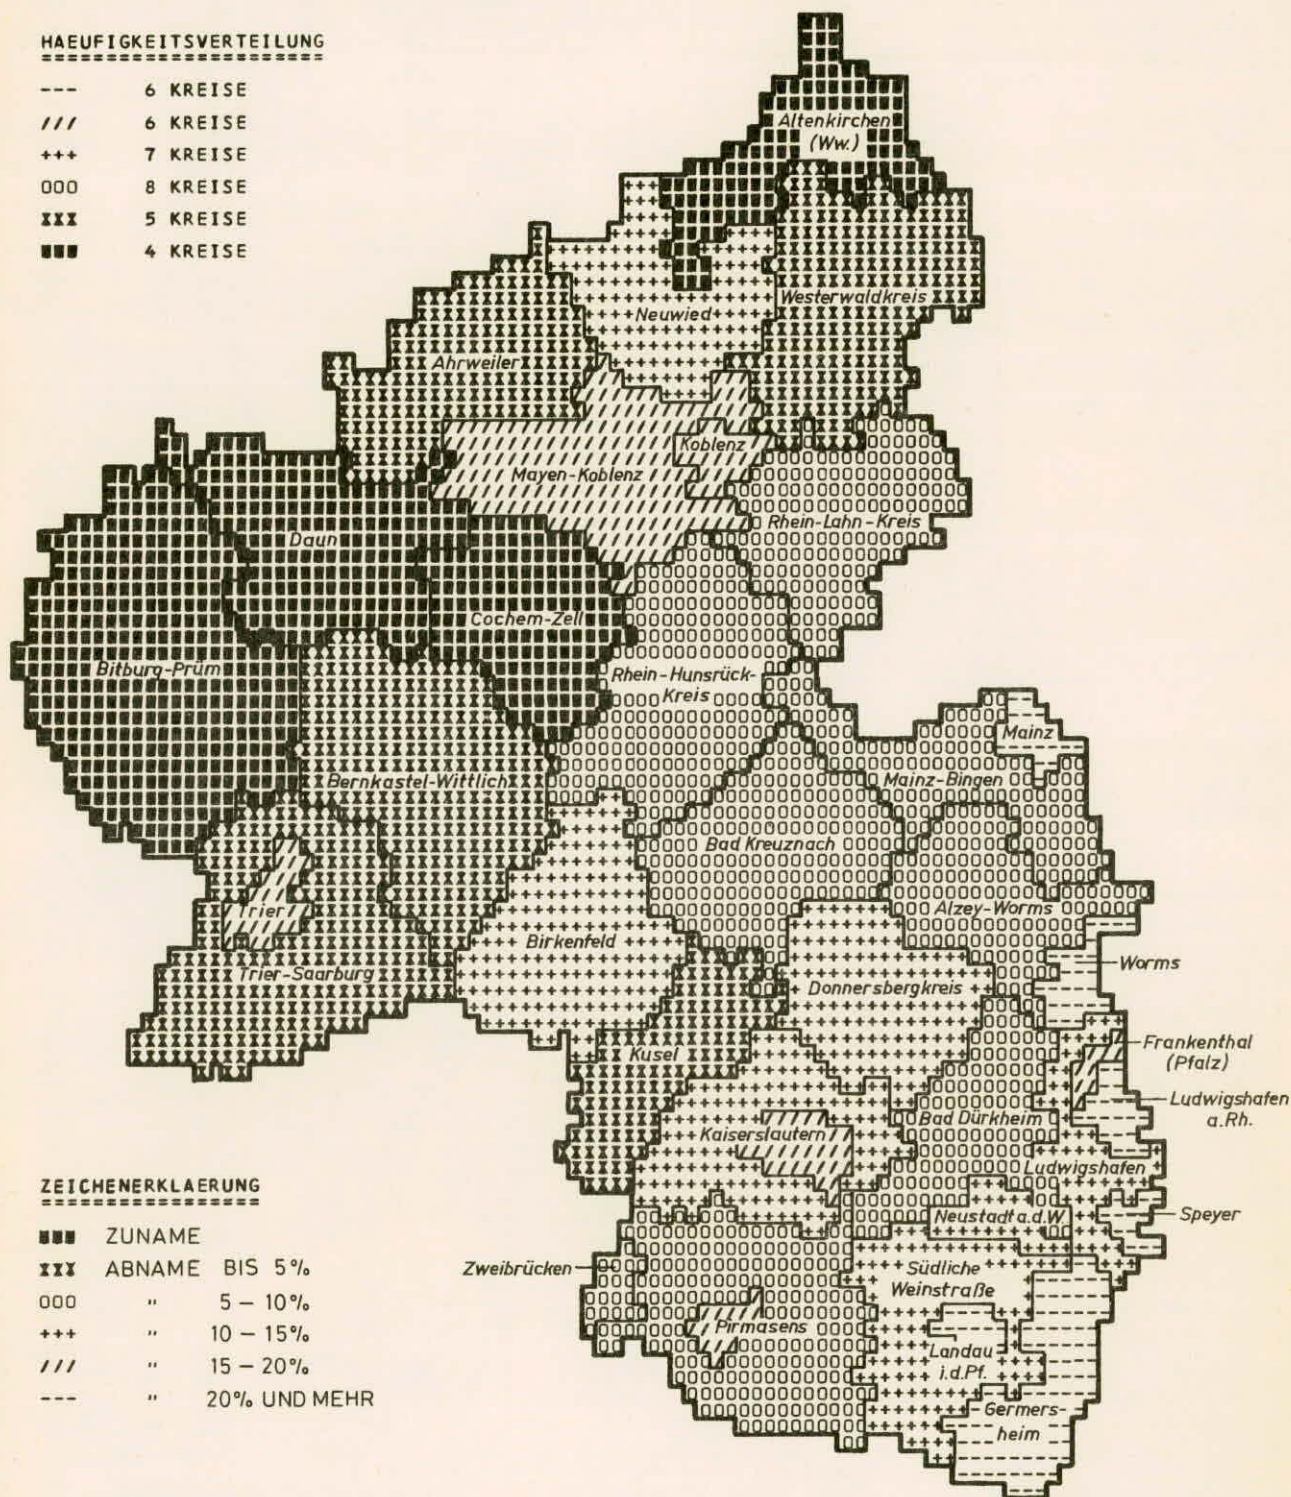 HAEUFIGKEITSVERTEILUNG
--- 6 KREISE
/// 6 KREISE
+++ 7 KREISE
000 8 KREISE
XXX 5 KREISE
■■■ 4 KREISE
Altenkirchen
(Ww.)
Neuwied
Westerwaldkreis
Ahrweiler
Koblenz
Mayen-Koblenz
Rhein-Lahn-Kreis
Daun
Cochem-Zell
Bitburg-Prüm
Rhein-Hunsrück-
Kreis
Mainz
Bernkastel-Wittlich
Mainz-Bingen
Bad Kreuznach
Trier
Alzey-Worms
Birkenfeld
Worms
Trier-Saarburg
Donnersbergkreis
Kusel
Frankenthal
(Pfalz)
Ludwigshafen
a.Rh.
Bad Dürkheim
Kaiserslautern
Ludwigshafen
Neustadt a.d.W.
Speyer
Zweibrücken
Südliche
Weinstraße
Pirmasens
Landau
i.d.Pf.
Germers-
heim
ZEICHENERKLAERUNG
■■■ ZUNAME
XXX ABNAME BIS 5%
000 " 5 – 10%
+++ " 10 – 15%
/// " 15 – 20%
--- " 20% UND MEHR